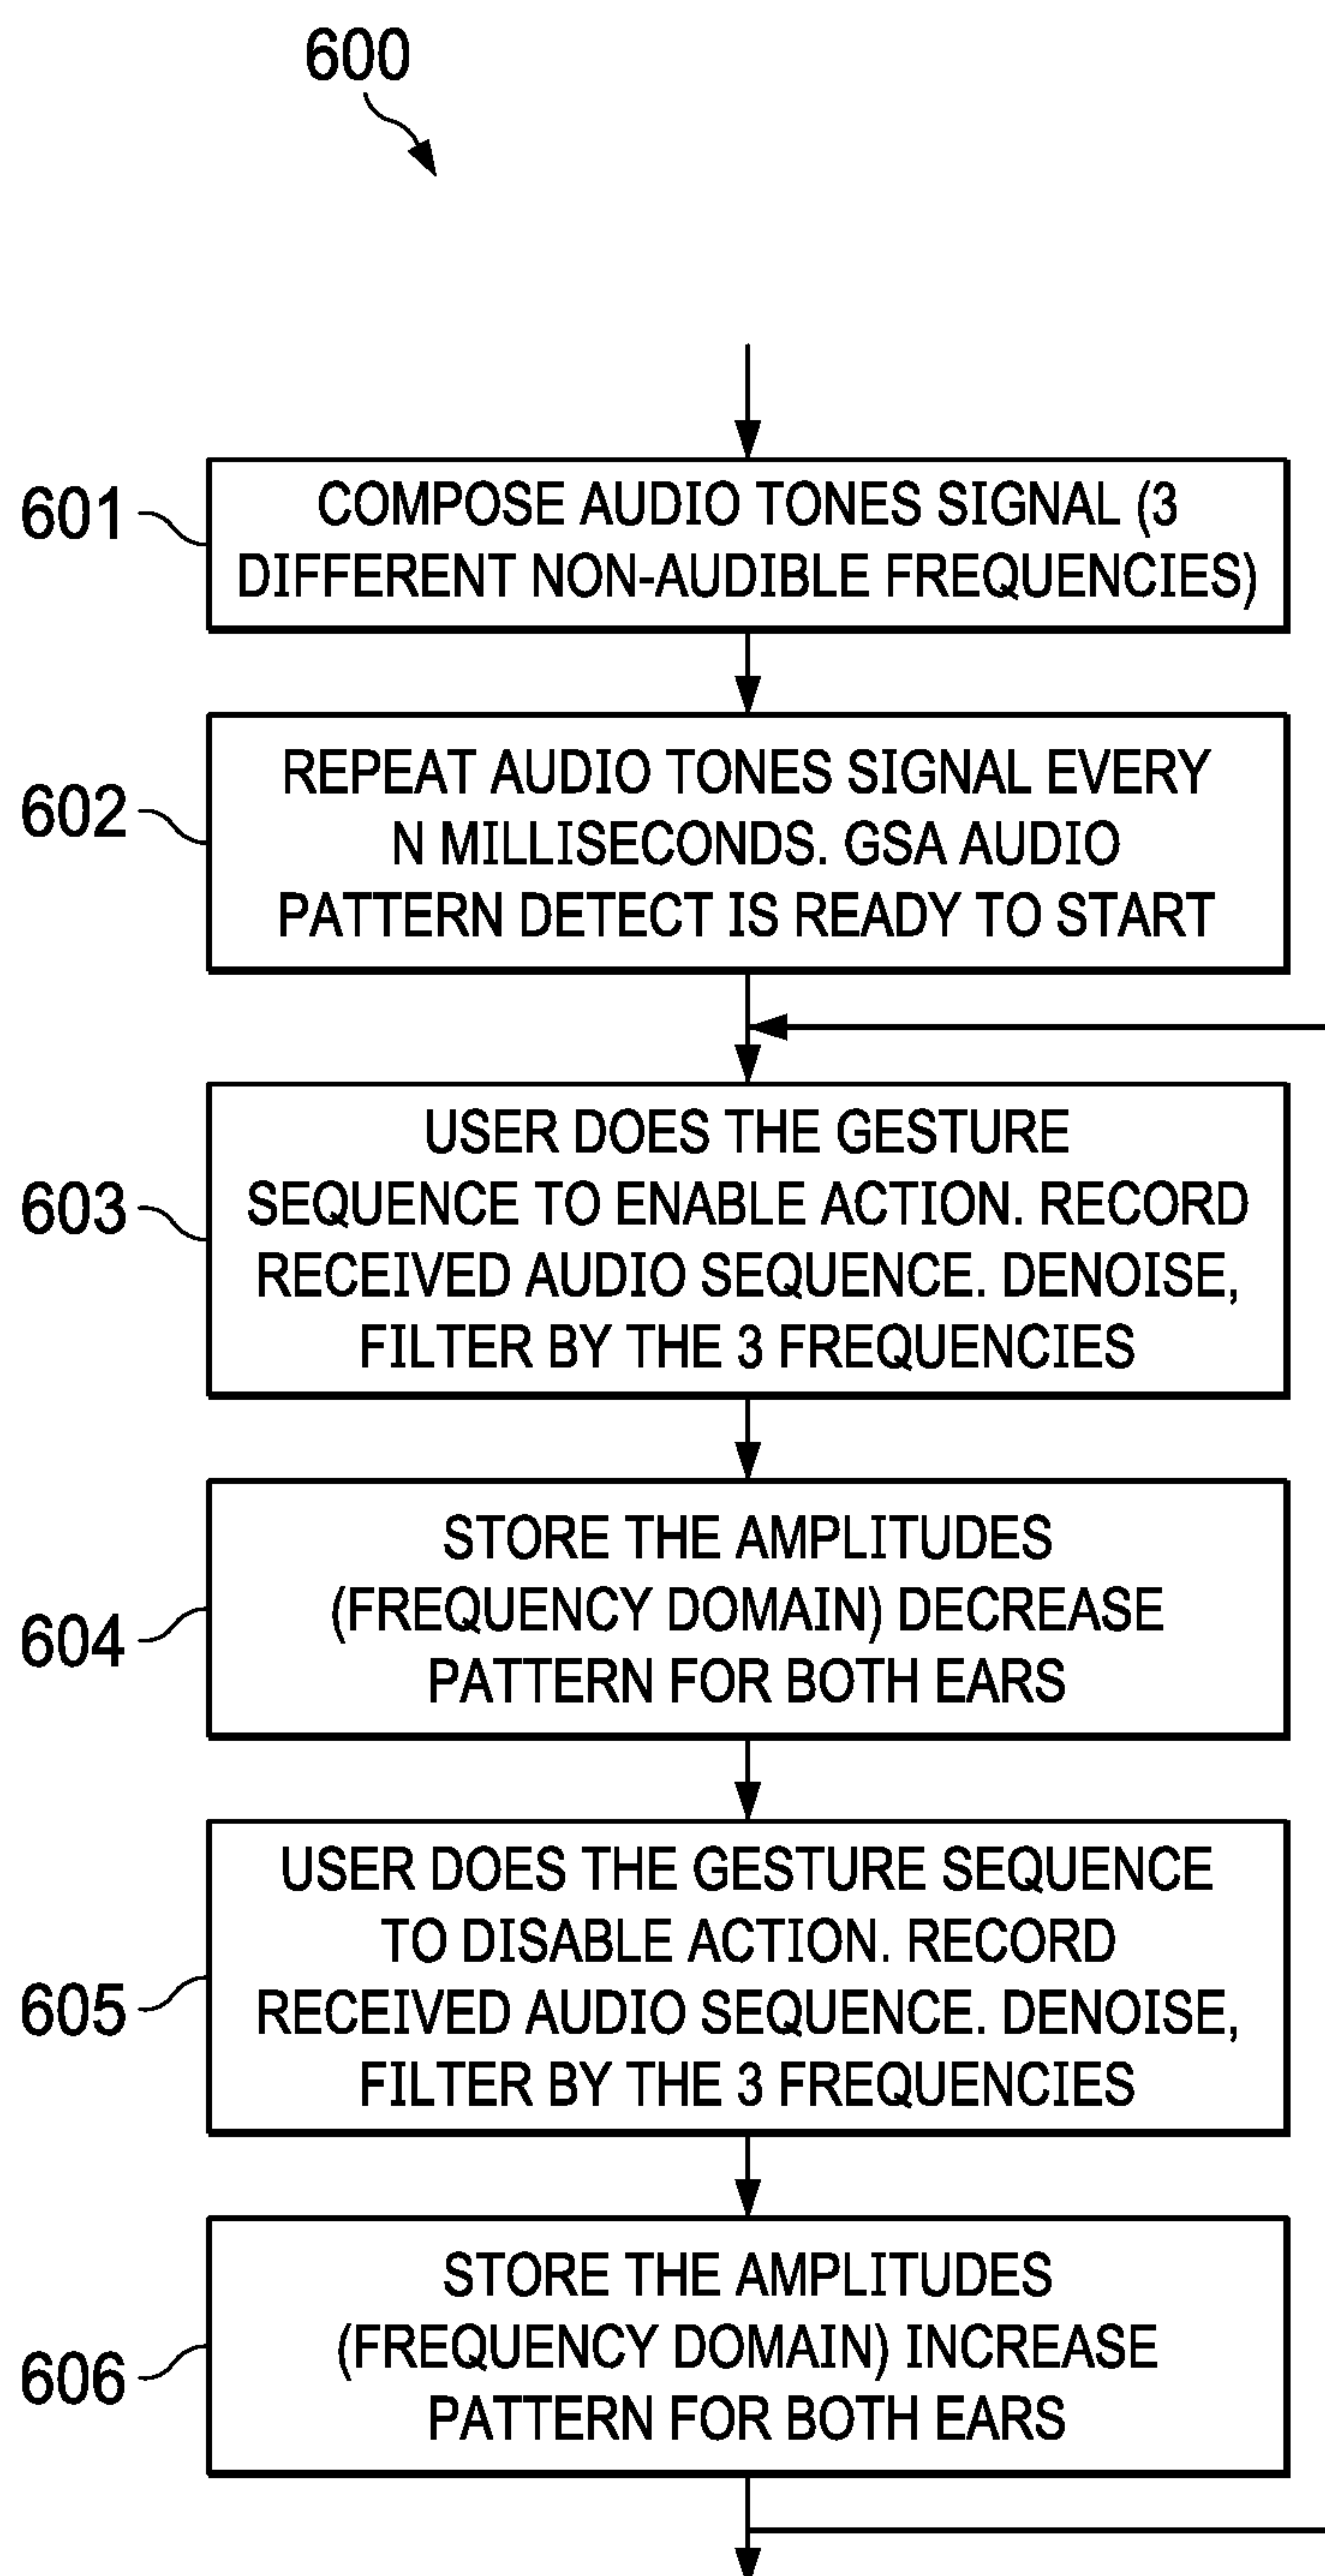 600
601
COMPOSE AUDIO TONES SIGNAL (3
DIFFERENT NON-AUDIBLE FREQUENCIES)
602
REPEAT AUDIO TONES SIGNAL EVERY
N MILLISECONDS. GSA AUDIO
PATTERN DETECT IS READY TO START
603
USER DOES THE GESTURE
SEQUENCE TO ENABLE ACTION. RECORD
RECEIVED AUDIO SEQUENCE. DENOISE,
FILTER BY THE 3 FREQUENCIES
604
STORE THE AMPLITUDES
(FREQUENCY DOMAIN) DECREASE
PATTERN FOR BOTH EARS
605
USER DOES THE GESTURE SEQUENCE
TO DISABLE ACTION. RECORD
RECEIVED AUDIO SEQUENCE. DENOISE,
FILTER BY THE 3 FREQUENCIES
606
STORE THE AMPLITUDES
(FREQUENCY DOMAIN) INCREASE
PATTERN FOR BOTH EARS